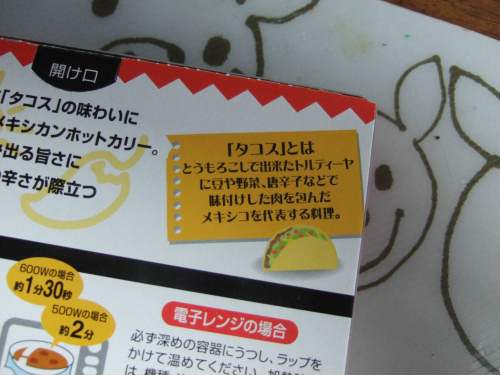 開け口
「タコス」の味わいに
メキシカンホットカリー。
出る旨さに
辛さが際立つ
「タコス」とは
とうもろこしで出来たトルティーヤ
に豆や野菜、唐辛子などで
味付けした肉を包んだ
メキシコを代表する料理。
600Wの場合
約1分30秒
500Wの場合
約2分
電子レンジの場合
必ず深めの容器にうつし、ラップを
かけて温めてください。
は、機種